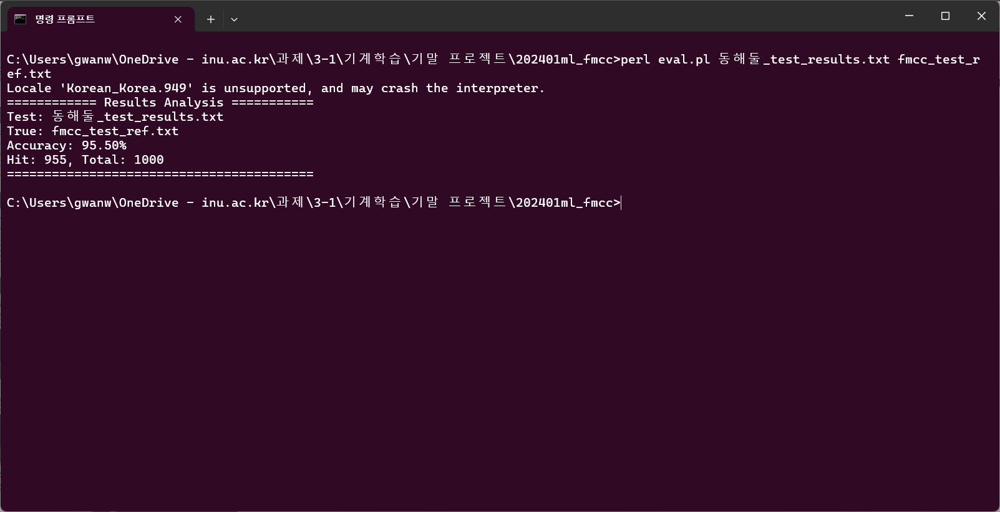 명령 프롬프트
C:\Users\gwanw\OneDrive - inu.ac.kr\과제\3-1\기계학습\기말 프로젝트\202401ml_fmcc>perl eval.pl 동해둘_test_results.txt fmcc_test_r
ef.txt
Locale 'Korean_Korea.949' is unsupported, and may crash the interpreter.
============ Results Analysis ===========
Test: 동해둘_test_results.txt
True: fmcc_test_ref.txt
Accuracy: 95.50%
Hit: 955, Total: 1000
=========================================
C:\Users\gwanw\OneDrive - inu.ac.kr\과제\3-1\기계학습\기말 프로젝트\202401ml_fmcc>